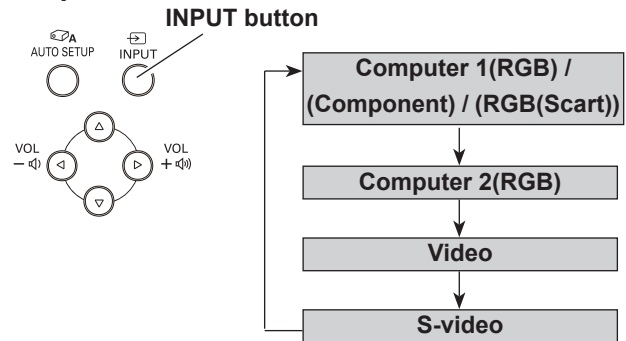 INPUT button
A
AUTO SETUP
INPUT
VOL
VOL
Computer 1(RGB) /
(Component) / (RGB(Scart))
Computer 2(RGB)
Video
S-video